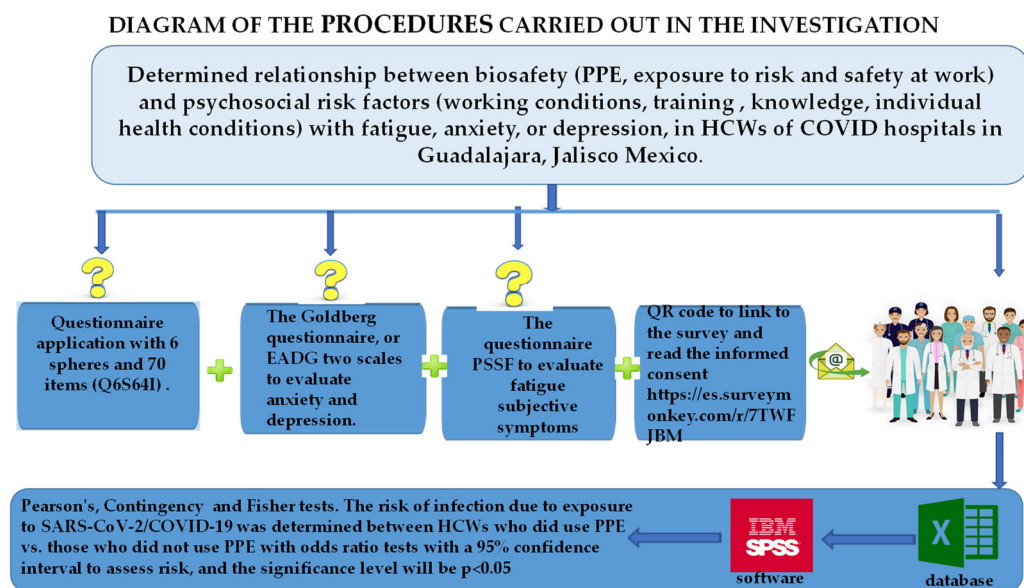 DIAGRAM OF THE PROCEDURES CARRIED OUT IN THE INVESTIGATION
Determined relationship between biosafety (PPE, exposure to risk and safety at work)
and psychosocial risk factors (working conditions, training , knowledge, individual
health conditions) with fatigue, anxiety, or depression, in HCWs of COVID hospitals in
Guadalajara, Jalisco Mexico.
?
?
?
Questionnaire
application with 6
spheres and 70
items (Q6S64I) .
The Goldberg
questionnaire, or
EADG two scales
to evaluate
anxiety and
depression.
The
questionnaire
PSSF to evaluate
fatigue
subjective
symptoms
QR code to link to
the survey and
read the informed
consent
https://es.surveym
onkey.com/r/7TWF
JBM
@
Pearson's, Contingency and Fisher tests. The risk of infection due to exposure
to SARS-CoV-2/COVID-19 was determined between HCWs who did use PPE
vs. those who did not use PPE with odds ratio tests with a 95% confidence
interval to assess risk, and the significance level will be p<0.05
IBM
SPSS
software
X
database